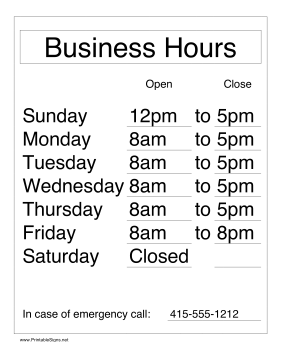 Business Hours
Open Close
Sunday 12pm to 5pm
Monday 8am to 5pm
Tuesday 8am to 5pm
Wednesday 8am to 5pm
Thursday 8am to 5pm
Friday 8am to 8pm
Saturday Closed
In case of emergency call: 415-555-1212
www.PrintableSigns.net